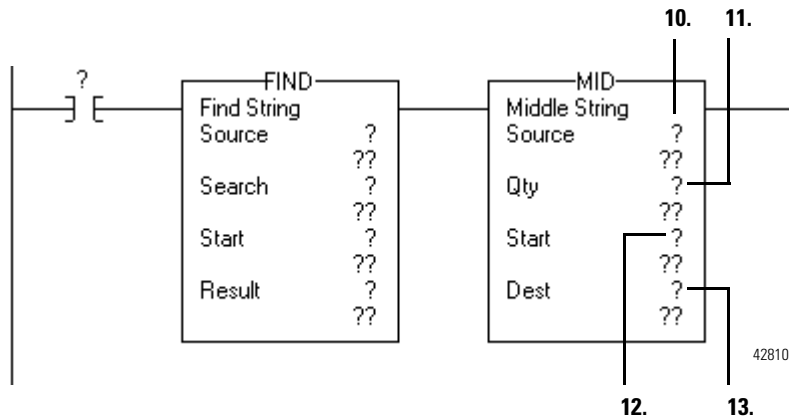 10. 11.
?
FIND
Find String
Source ?
??
Search ?
??
Start ?
??
Result ?
??
MID
Middle String
Source ?
??
Qty ?
??
Start ?
??
Dest ?
??
42810
12. 13.